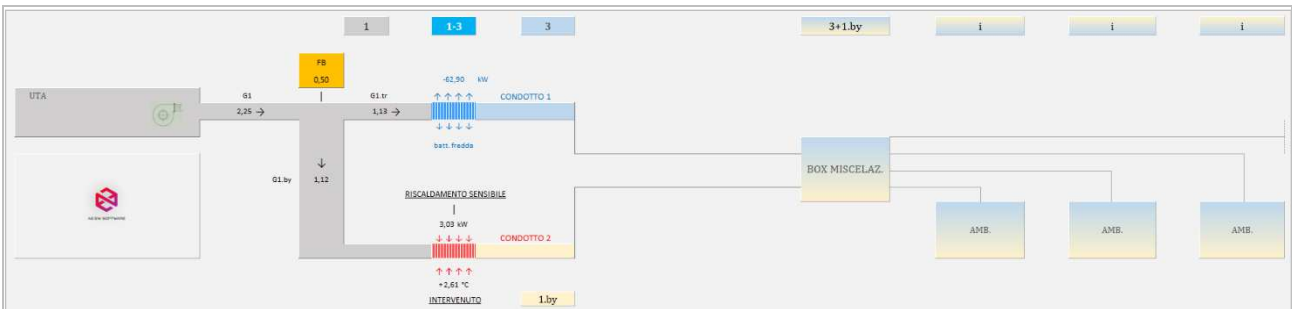 1
1-3
3
3+1.by
i
i
i
FB
0,50
-62,90 kW
UTA
G1
G1.tr
CONDOTTO 1
2,25 →
1,13 →
batt. fredda
BOX MISCELAZ.
G1.by
1,12
RISCALDAMENTO SENSIBILE
3,03 kW
CONDOTTO 2
AMB.
AMB.
AMB.
+2,61 °C
INTERVENUTO
1.by